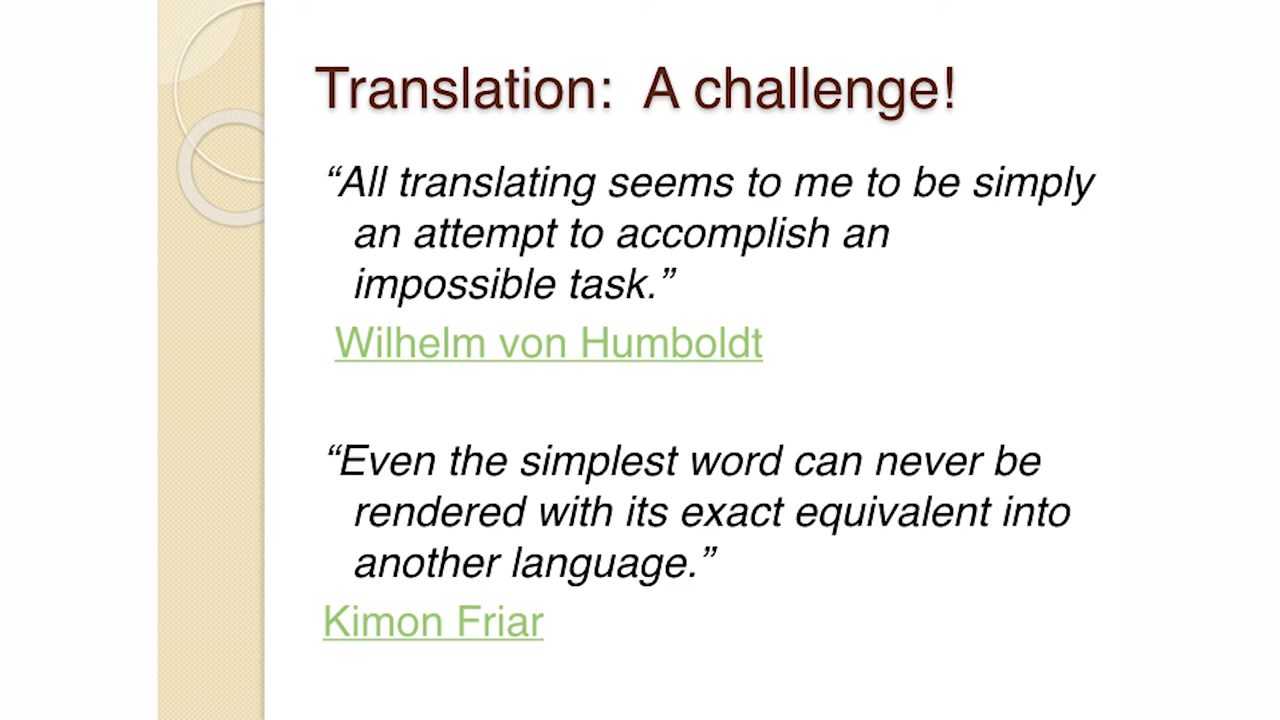 Translation:  A challenge!
“All translating seems to me to be simply
an attempt to accomplish an
impossible task.”
Wilhelm von Humboldt
“Even the simplest word can never be
rendered with its exact equivalent into
another language.”
Kimon Friar